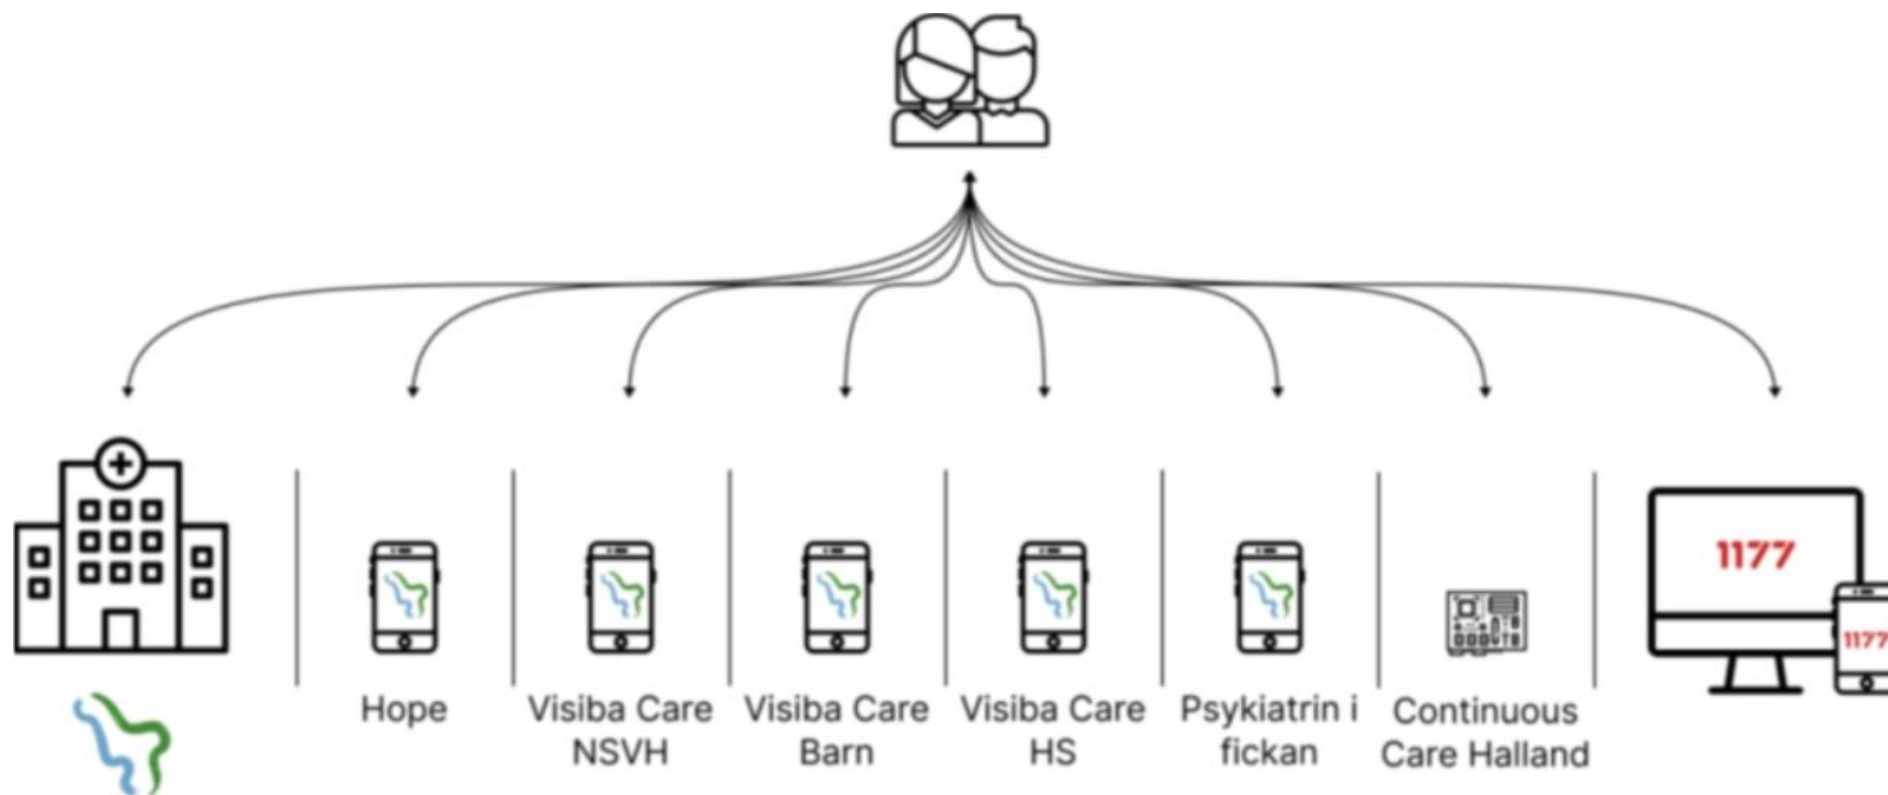 1177
1177
Hope
Visiba Care
NSVH
Visiba Care
Barn
Visiba Care
HS
Psykiatrin i
fickan
Continuous
Care Halland